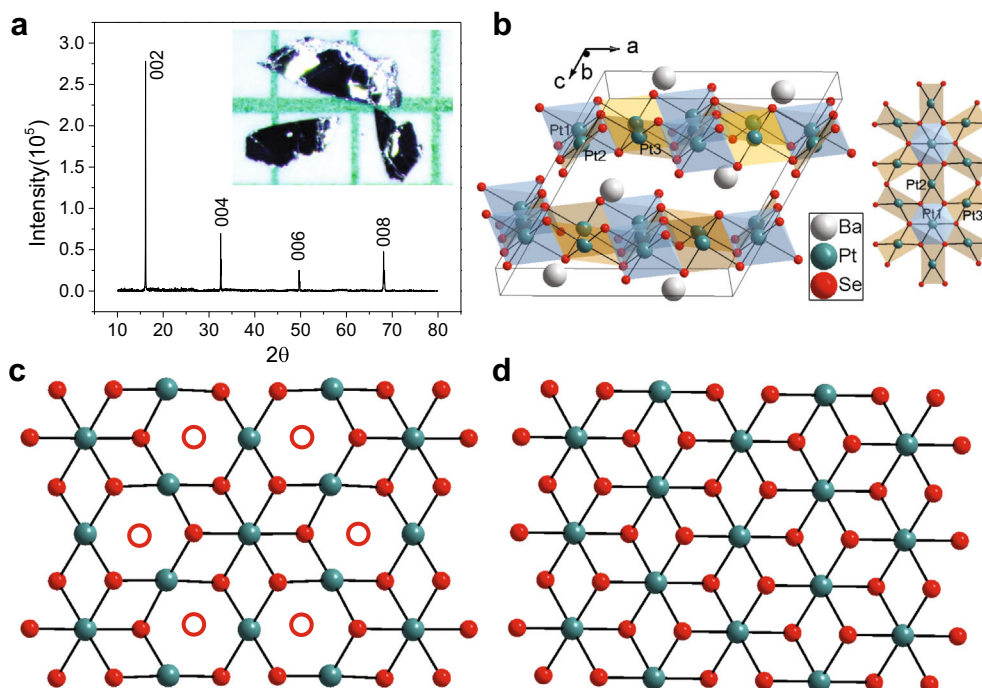 a
Intensity(10⁵)
3.0
2.5
2.0
1.5
1.0
0.5
0.0
10 20 30 40 50 60 70 80
2θ
002
004
006
008
b
a
b
c
Pt1
Pt2
Pt3
Ba
Pt
Se
Pt2
Pt1
Pt3
c
d